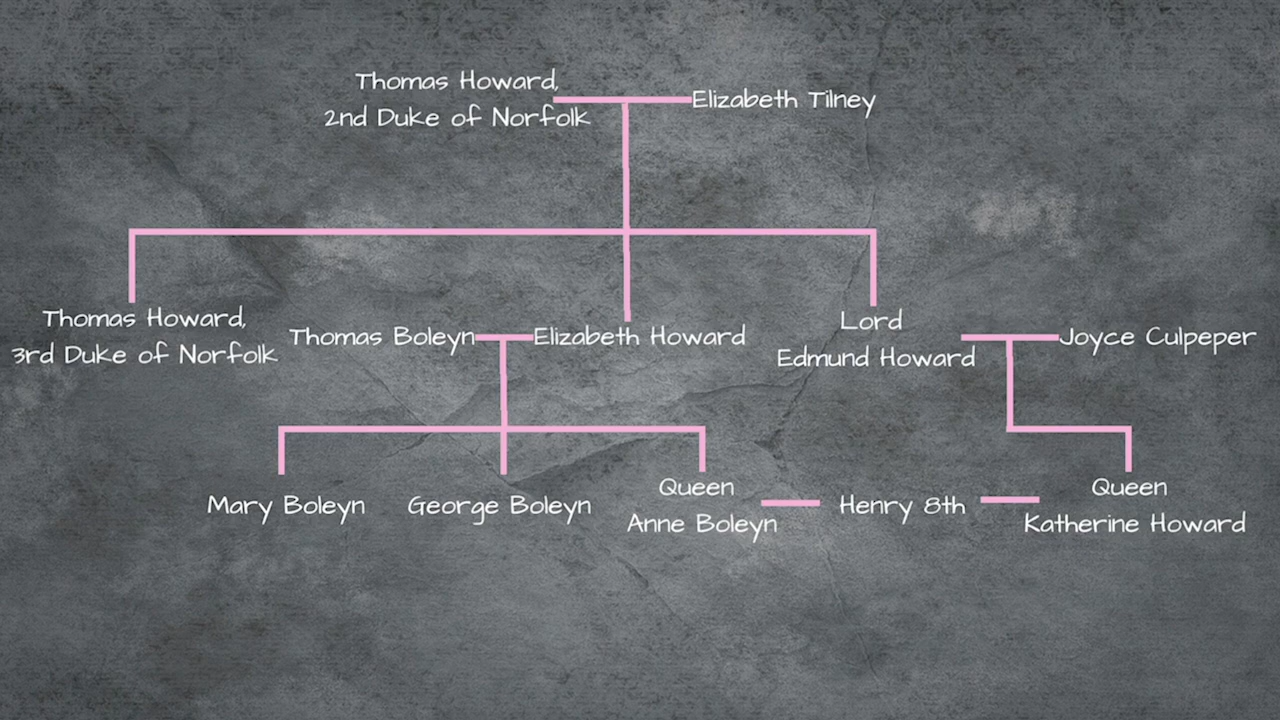 Thomas Howard,
2nd Duke of Norfolk
Elizabeth Tilney
Thomas Howard,
3rd Duke of Norfolk
Thomas Boleyn
Elizabeth Howard
Lord
Edmund Howard
Joyce Culpeper
Mary Boleyn
George Boleyn
Queen
Anne Boleyn
Henry 8th
Queen
Katherine Howard